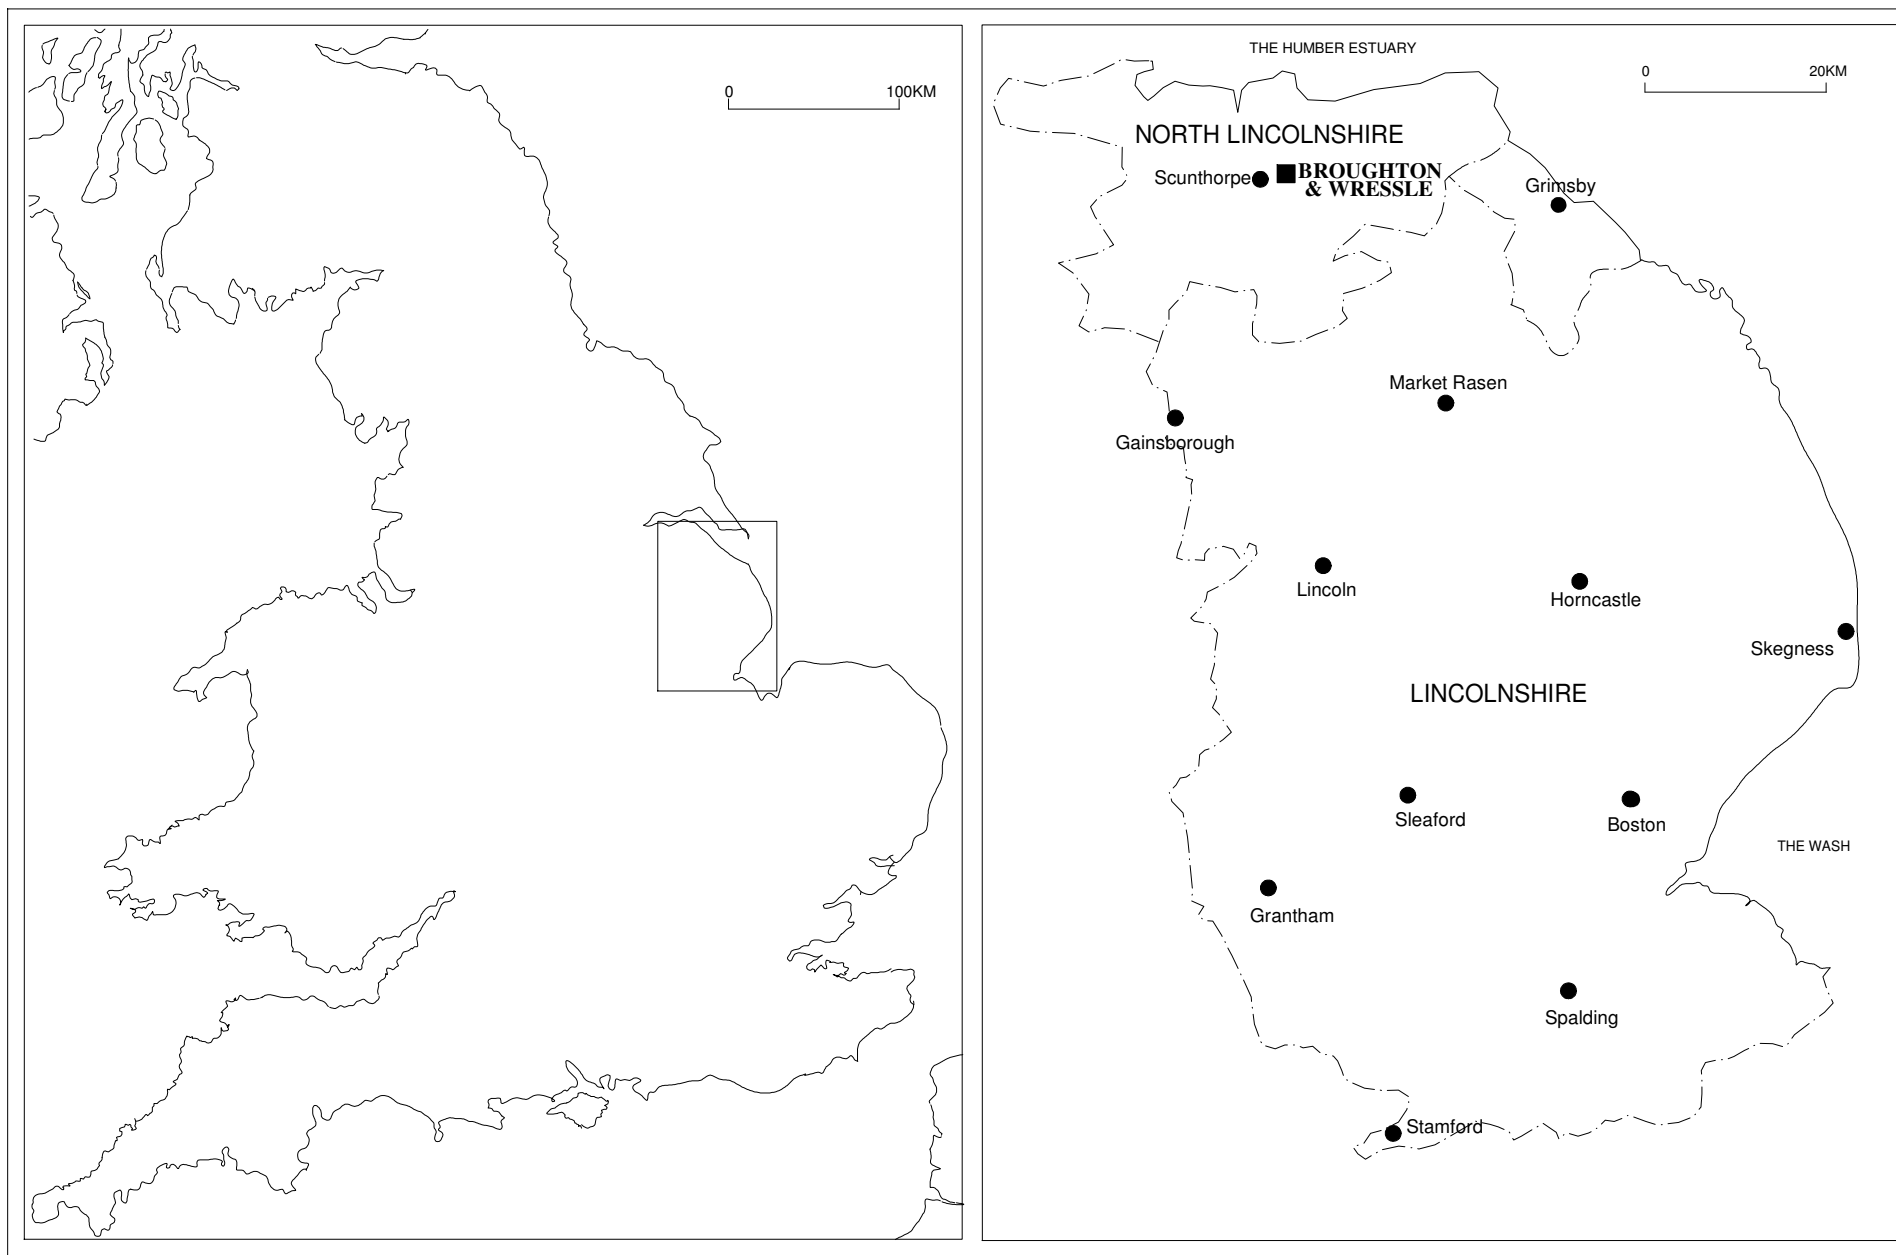 0
100KM
THE HUMBER ESTUARY
0
20KM
NORTH LINCOLNSHIRE
Scunthorpe
BROUGHTON
& WRESSLE
Grimsby
Market Rasen
Gainsborough
Lincoln
Horncastle
Skegness
LINCOLNSHIRE
Sleaford
Boston
THE WASH
Grantham
Spalding
Stamford